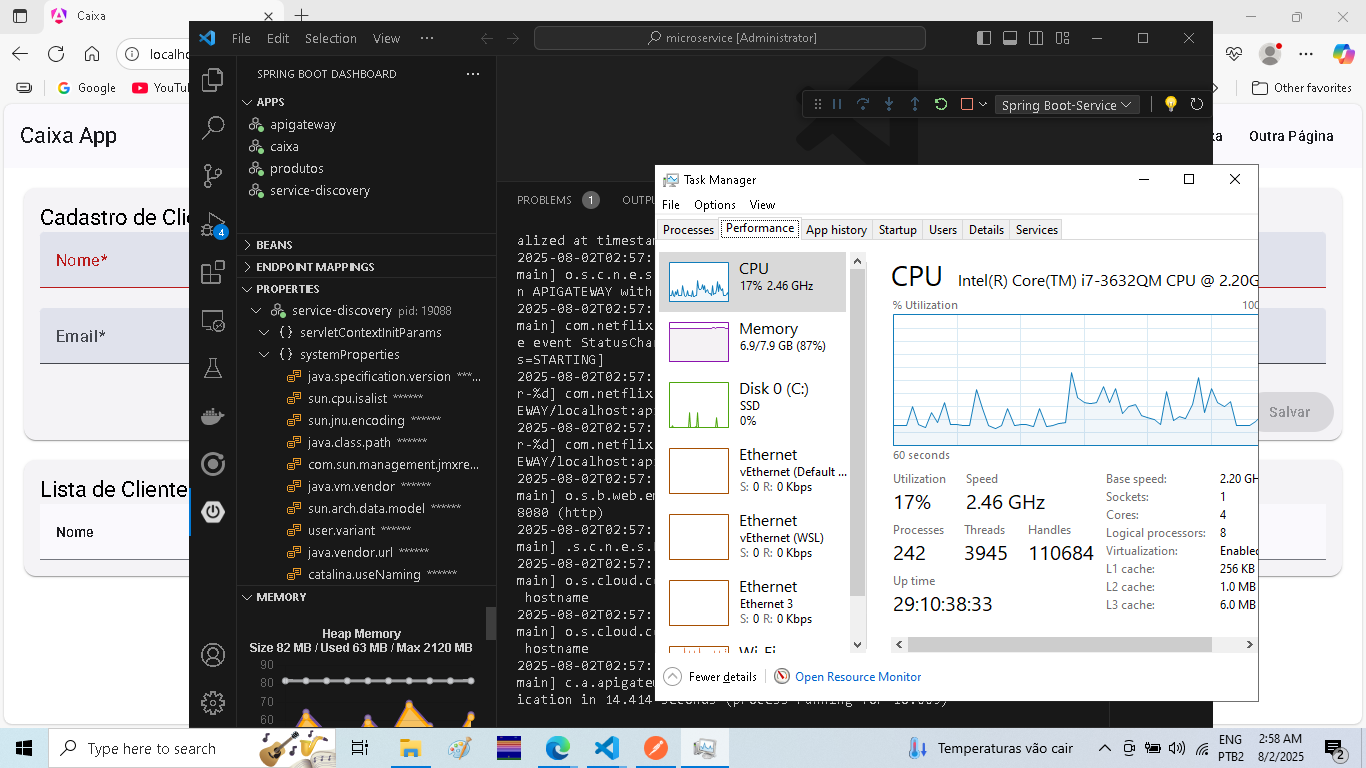 Caixa
File Edit Selection View ···
microservice [Administrator]
localho
Google
YouTul
Other favorites
SPRING BOOT DASHBOARD
APPS
apigateway
caixa
produtos
service-discovery
Spring Boot-Service
Caixa App
Outra Página
Cadastro de Clie
Nome*
Email*
Salvar
Lista de Cliente
Nome
4
BEANS
ENDPOINT MAPPINGS
PROPERTIES
service-discovery pid: 19088
{} servletContextInitParams
{} systemProperties
java.specification.version ***...
sun.cpu.isalist ******
sun.jnu.encoding ******
java.class.path ******
com.sun.management.jmxre...
java.vm.vendor ******
sun.arch.data.model ******
user.variant ******
java.vendor.url ******
catalina.useNaming ******
MEMORY
Heap Memory
Size 82 MB / Used 63 MB / Max 2120 MB
90
80
70
60
PROBLEMS 1 OUTPU
alized at timestam
2025-08-02T02:57:
main] o.s.c.n.e.s
n APIGATEWAY with
2025-08-02T02:57:
main] com.netflix
e event StatusChan
s=STARTING]
2025-08-02T02:57:
r-%d] com.netflix
EWAY/localhost:api
2025-08-02T02:57:
r-%d] com.netflix
EWAY/localhost:api
2025-08-02T02:57:
main] o.s.b.web.em
8080 (http)
2025-08-02T02:57:
main] .s.c.n.e.s.
2025-08-02T02:57:
main] o.s.cloud.co
hostname
2025-08-02T02:57:
main] o.s.cloud.co
hostname
2025-08-02T02:57:
main] c.a.apigatew
ication in 14.414 seconds (process running for
Task Manager
File Options View
Processes Performance App history Startup Users Details Services
CPU
17% 2.46 GHz
Memory
6.9/7.9 GB (87%)
Disk 0 (C:)
SSD
0%
Ethernet
vEthernet (Default ...
S: 0 R: 0 Kbps
Ethernet
vEthernet (WSL)
S: 0 R: 0 Kbps
Ethernet
Ethernet 3
S: 0 R: 0 Kbps
Wi-Fi
CPU Intel(R) Core(TM) i7-3632QM CPU @ 2.20G
% Utilization 100
60 seconds
Utilization
17%
Speed
2.46 GHz
Processes
242
Threads
3945
Handles
110684
Up time
29:10:38:33
Base speed: 2.20 GH
Sockets: 1
Cores: 4
Logical processors: 8
Virtualization: Enabled
L1 cache: 256 KB
L2 cache: 1.0 MB
L3 cache: 6.0 MB
Fewer details
Open Resource Monitor
Type here to search
Temperaturas vão cair
ENG
PTB2
2:58 AM
8/2/2025
2